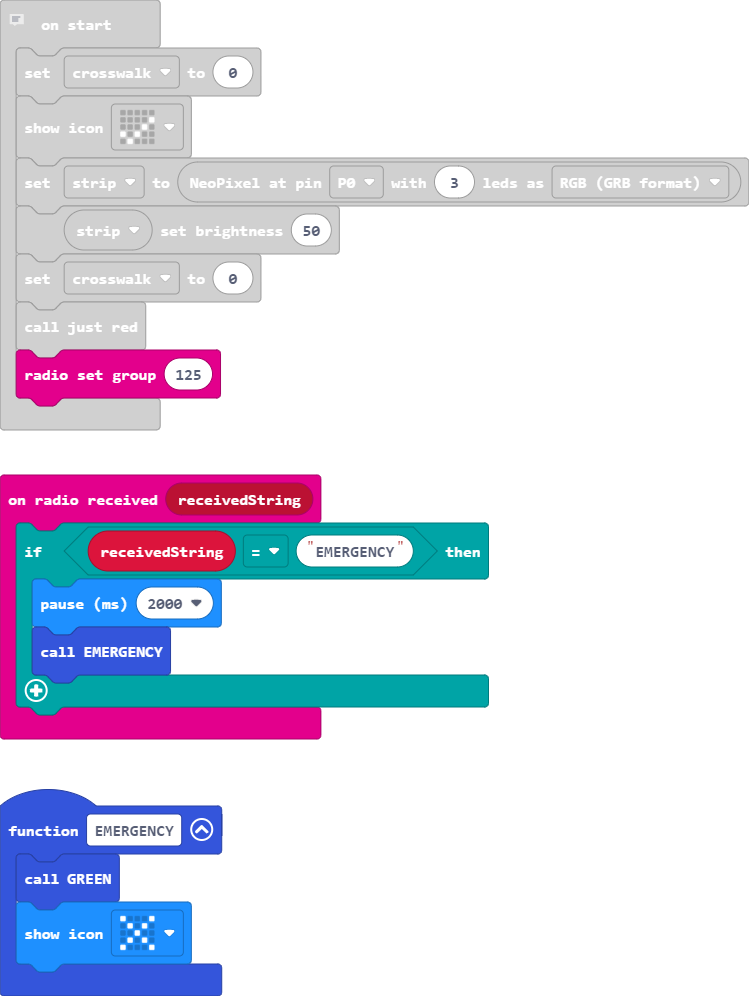 on start
set crosswalk to 0
show icon
set strip to NeoPixel at pin P0 with 3 leds as RGB (GRB format)
strip set brightness 50
set crosswalk to 0
call just red
radio set group 125
on radio received receivedString
if receivedString = "EMERGENCY" then
pause (ms) 2000
call EMERGENCY
function EMERGENCY
call GREEN
show icon